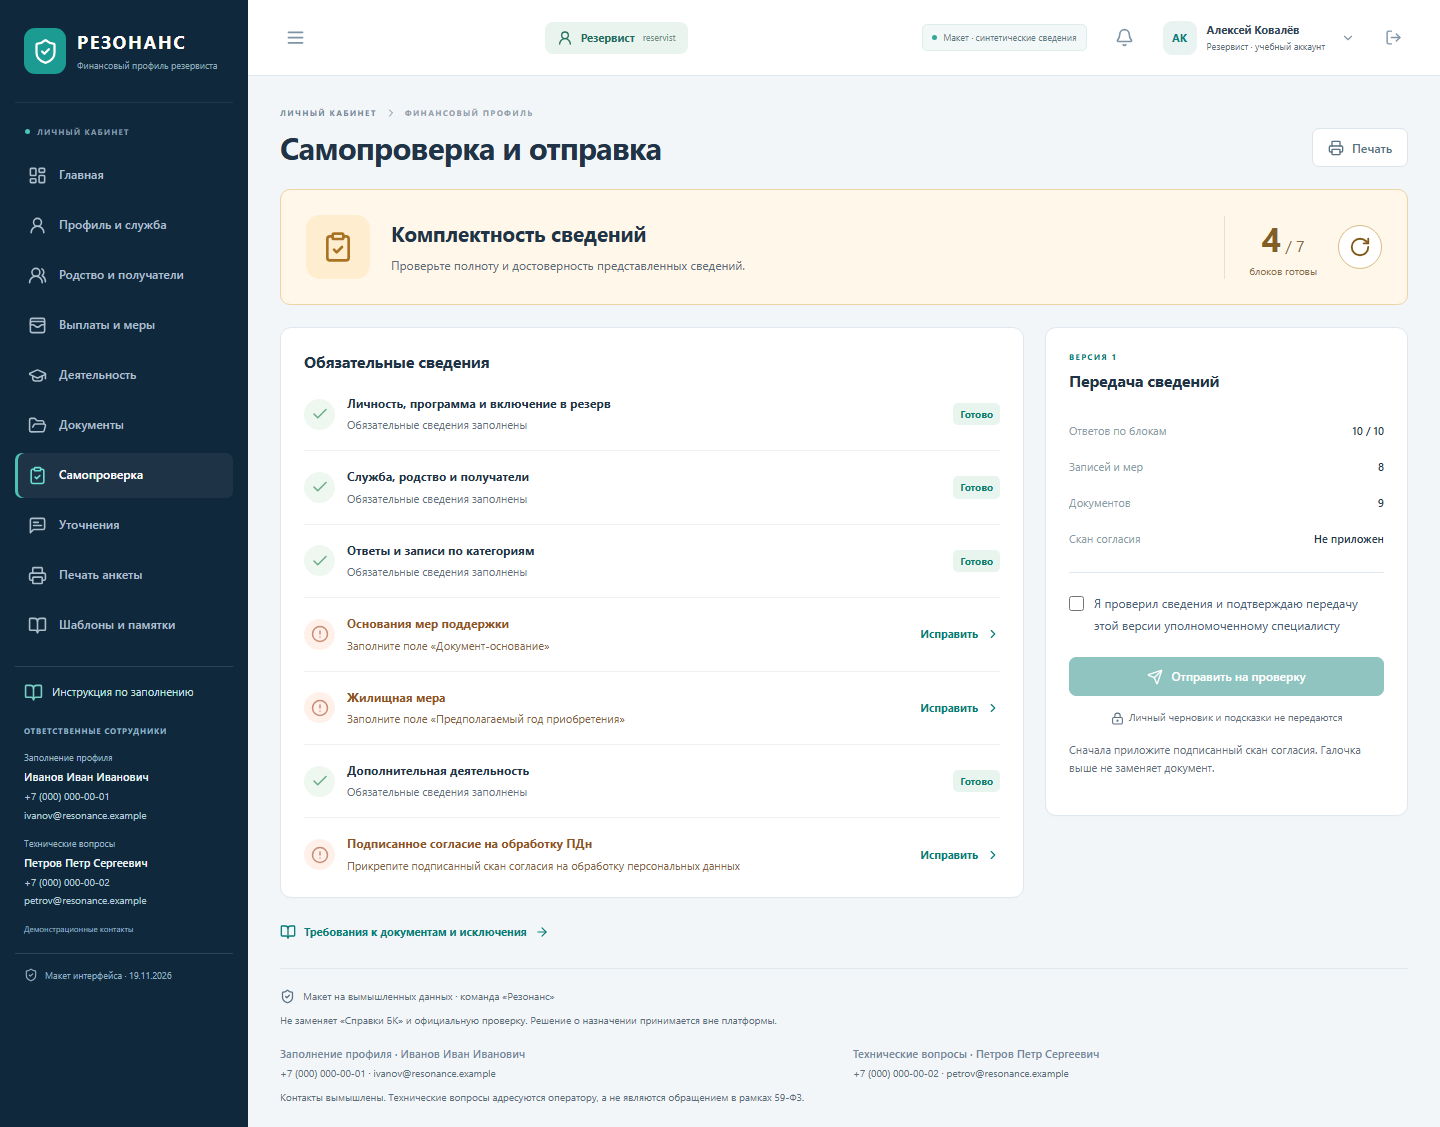 РЕЗОНАНС
Финансовый профиль резервиста
ЛИЧНЫЙ КАБИНЕТ
Главная
Профиль и служба
Родство и получатели
Выплаты и меры
Деятельность
Документы
Самопроверка
Уточнения
Печать анкеты
Шаблоны и памятки
Инструкция по заполнению
ОТВЕТСТВЕННЫЕ СОТРУДНИКИ
Заполнение профиля
Иванов Иван Иванович
+7 (000) 000-00-01
ivanov@resonance.example
Технические вопросы
Петров Петр Сергеевич
+7 (000) 000-00-02
petrov@resonance.example
Демонстрационные контакты
Макет интерфейса · 19.11.2026
Резервист reservist
Макет · синтетические сведения
АК
Алексей Ковалёв
Резервист · учебный аккаунт
ЛИЧНЫЙ КАБИНЕТ > ФИНАНСОВЫЙ ПРОФИЛЬ
Самопроверка и отправка
Печать
Комплектность сведений
Проверьте полноту и достоверность представленных сведений.
4 / 7
блоков готовы
Обязательные сведения
Личность, программа и включение в резерв
Обязательные сведения заполнены
Готово
Служба, родство и получатели
Обязательные сведения заполнены
Готово
Ответы и записи по категориям
Обязательные сведения заполнены
Готово
Основания мер поддержки
Заполните поле «Документ-основание»
Исправить
Жилищная мера
Заполните поле «Предполагаемый год приобретения»
Исправить
Дополнительная деятельность
Обязательные сведения заполнены
Готово
Подписанное согласие на обработку ПДн
Прикрепите подписанный скан согласия на обработку персональных данных
Исправить
ВЕРСИЯ 1
Передача сведений
Ответов по блокам 10 / 10
Записей и мер 8
Документов 9
Скан согласия Не приложен
Я проверил сведения и подтверждаю передачу
этой версии уполномоченному специалисту
Отправить на проверку
Личный черновик и подсказки не передаются
Сначала приложите подписанный скан согласия. Галочка
выше не заменяет документ.
Требования к документам и исключения
Макет на вымышленных данных · команда «Резонанс»
Не заменяет «Справки БК» и официальную проверку. Решение о назначении принимается вне платформы.
Заполнение профиля · Иванов Иван Иванович
+7 (000) 000-00-01 · ivanov@resonance.example
Технические вопросы · Петров Петр Сергеевич
+7 (000) 000-00-02 · petrov@resonance.example
Контакты вымышлены. Технические вопросы адресуются оператору, а не являются обращением в рамках 59-ФЗ.